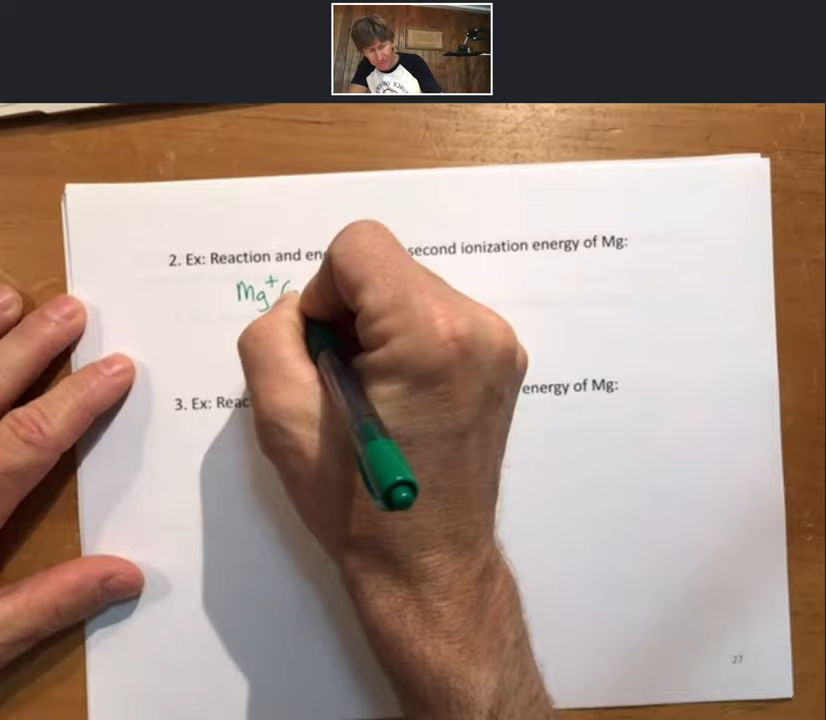 2. Ex: Reaction and en second ionization energy of Mg:
Mg⁺(
3. Ex: Reac energy of Mg:
27